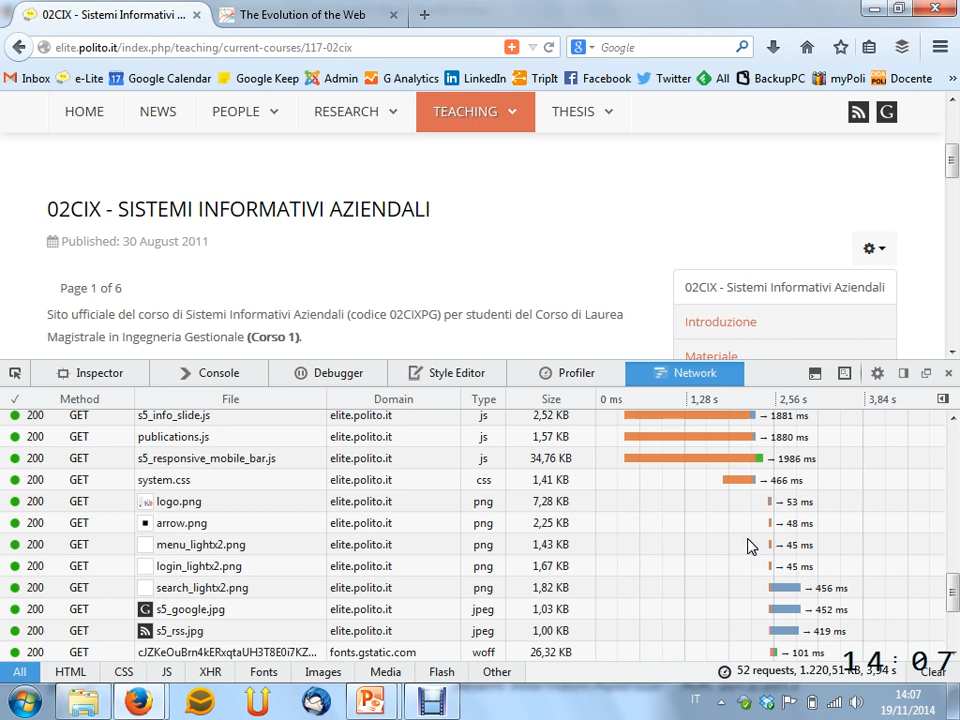 02CIX - Sistemi Informativi ... ×
The Evolution of the Web ×
elite.polito.it/index.php/teaching/current-courses/117-02cix
Google
Inbox e-Lite Google Calendar Google Keep Admin G Analytics LinkedIn TripIt Facebook Twitter All BackupPC myPoli Docente »
HOME NEWS PEOPLE RESEARCH TEACHING THESIS
02CIX - SISTEMI INFORMATIVI AZIENDALI
Published: 30 August 2011
Page 1 of 6
02CIX - Sistemi Informativi Aziendali
Sito ufficiale del corso di Sistemi Informativi Aziendali (codice 02CIXPG) per studenti del Corso di Laurea
Magistrale in Ingegneria Gestionale (Corso 1).
Introduzione
Materiale
Inspector Console Debugger Style Editor Profiler Network
✓ Method File Domain Type Size 0 ms 1,28 s 2,56 s 3,84 s
200 GET s5_info_slide.js elite.polito.it js 2,52 KB → 1881 ms
200 GET publications.js elite.polito.it js 1,57 KB → 1880 ms
200 GET s5_responsive_mobile_bar.js elite.polito.it js 34,76 KB → 1986 ms
200 GET system.css elite.polito.it css 1,41 KB → 466 ms
200 GET logo.png elite.polito.it png 7,28 KB → 53 ms
200 GET arrow.png elite.polito.it png 2,25 KB → 48 ms
200 GET menu_lightx2.png elite.polito.it png 1,43 KB → 45 ms
200 GET login_lightx2.png elite.polito.it png 1,67 KB → 45 ms
200 GET search_lightx2.png elite.polito.it png 1,82 KB → 456 ms
200 GET s5_google.jpg elite.polito.it jpeg 1,03 KB → 452 ms
200 GET s5_rss.jpg elite.polito.it jpeg 1,00 KB → 419 ms
200 GET fonts.gstatic.com woff 26,32 KB → 101 ms
All HTML CSS JS XHR Fonts Images Media Flash Other 52 requests, 1.220,51 KB, 3,94 s Clear
14:07
IT
14:07
19/11/2014